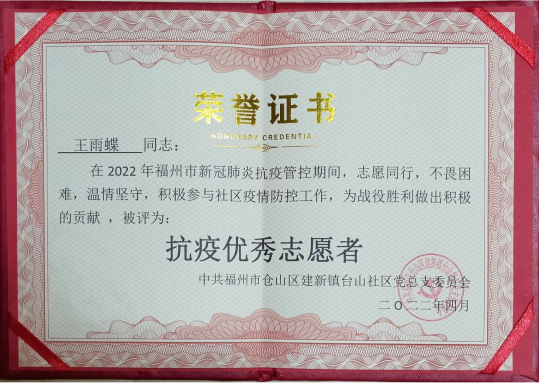 荣誉证书
HONORARY CREDENTIAL
王雨蝶 同志：
在 2022 年福州市新冠肺炎抗疫管控期间，志愿同行，不畏困
难，温情坚守，积极参与社区疫情防控工作，为战役胜利做出积极
的贡献 ，被评为：
抗疫优秀志愿者
中共福州市仓山区建新镇台山社区党总支委员会
二〇二二年四月